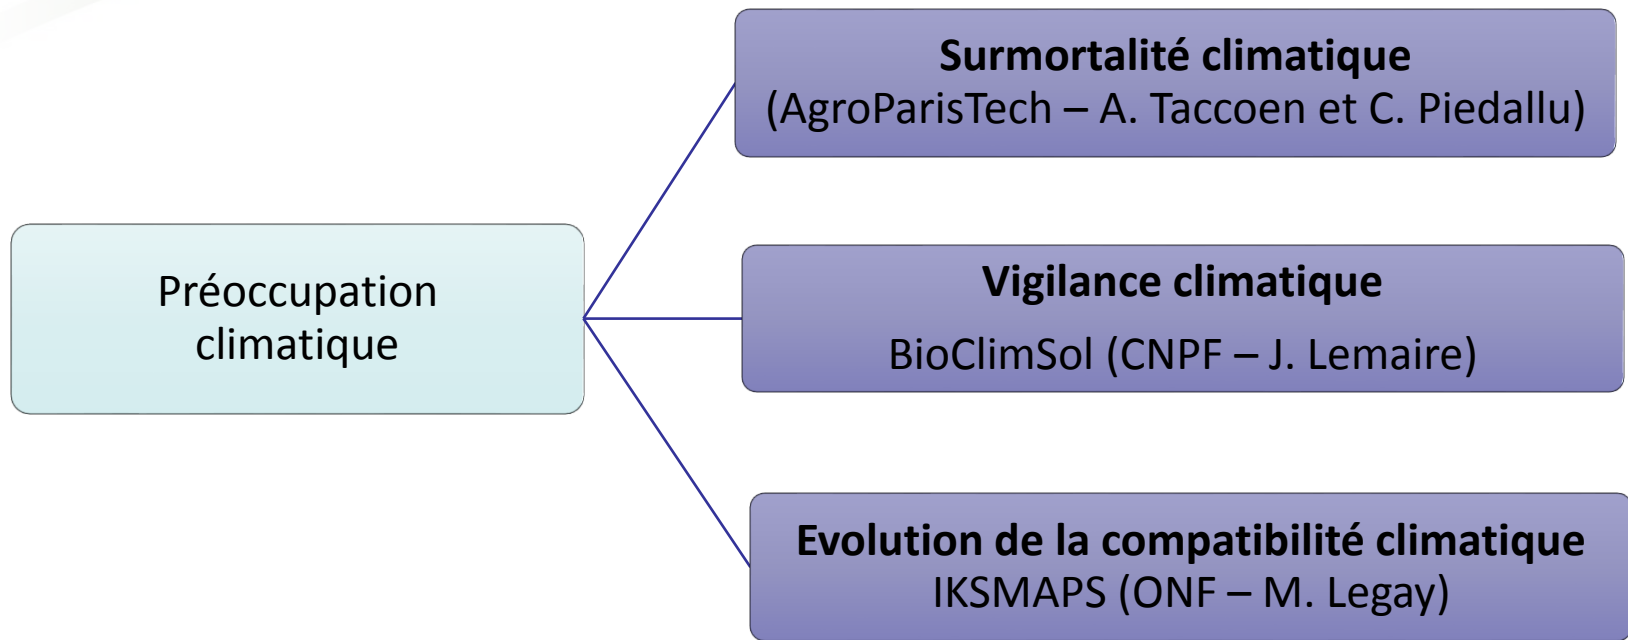 Surmortalité climatique
(AgroParisTech – A. Taccoen et C. Piedallu)
Préoccupation
climatique
Vigilance climatique
BioClimSol (CNPF – J. Lemaire)
Evolution de la compatibilité climatique
IKSMAPS (ONF – M. Legay)